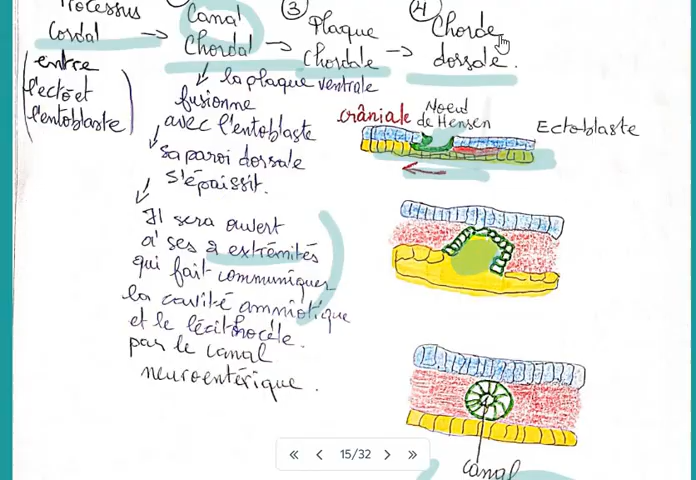 Processus
Cordal
(entre
l'ecto et
l'entoblaste)
Canal
Chordal
③
Plaque
Chordale
④
Chorde
dorsale.
la plaque ventrale
fusionne
avec l'entoblaste
sa paroi dorsale
s'épaissit.
Il sera ouvert
à ses 2 extrémités
qui fait communiquer
la cavité amniotique
et le lécithocèle.
par le canal
neuroentérique.
crâniale
Noeud
de Hensen
Ectoblaste
canal
« < 15/32 > »